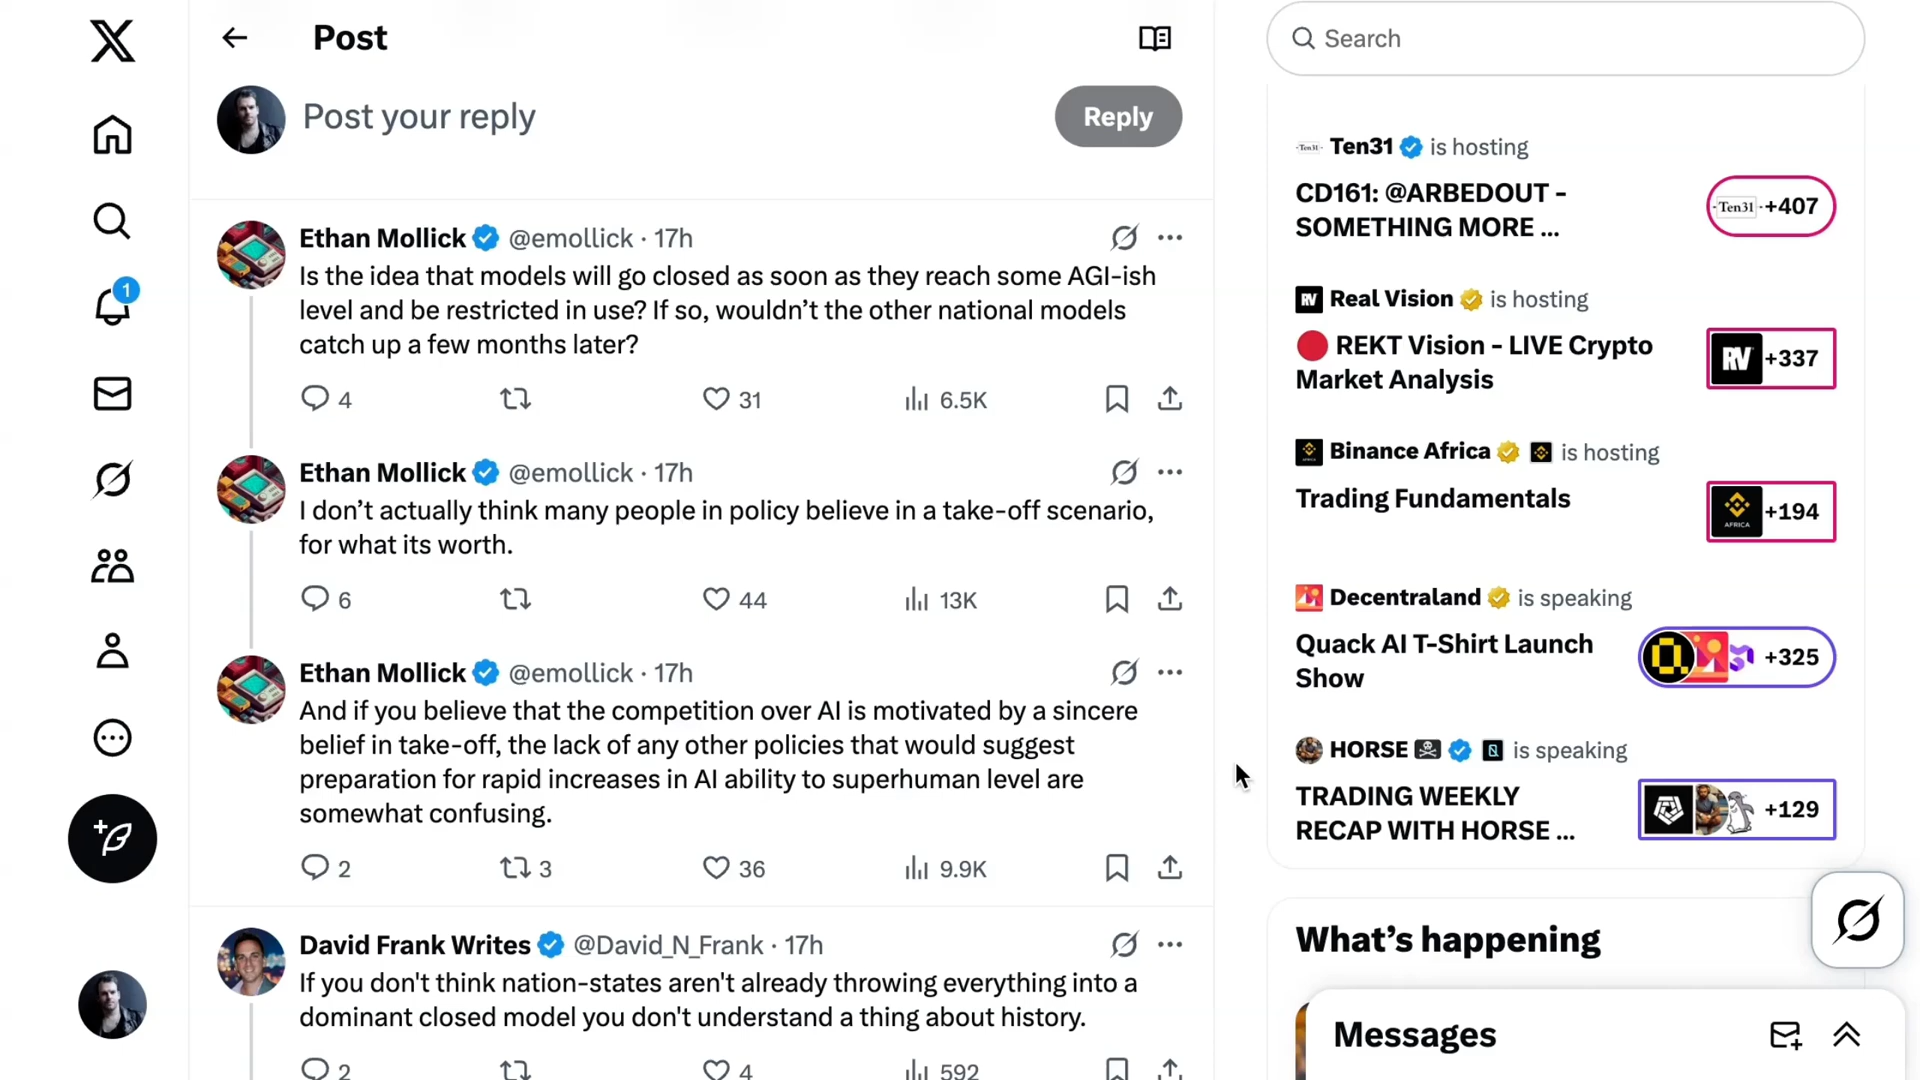 Post
Search
Post your reply
Reply
Ethan Mollick @emollick · 17h
Is the idea that models will go closed as soon as they reach some AGI-ish
level and be restricted in use? If so, wouldn’t the other national models
catch up a few months later?
4
31
6.5K
Ethan Mollick @emollick · 17h
I don’t actually think many people in policy believe in a take-off scenario,
for what its worth.
6
44
13K
Ethan Mollick @emollick · 17h
And if you believe that the competition over AI is motivated by a sincere
belief in take-off, the lack of any other policies that would suggest
preparation for rapid increases in AI ability to superhuman level are
somewhat confusing.
2
3
36
9.9K
David Frank Writes @David_N_Frank · 17h
If you don't think nation-states aren't already throwing everything into a
dominant closed model you don't understand a thing about history.
2
4
592
1
Ten31 Ten31 is hosting
CD161: @ARBEDOUT -
SOMETHING MORE ...
Ten31 +407
RV Real Vision is hosting
REKT Vision - LIVE Crypto
Market Analysis
RV +337
Binance Africa is hosting
Trading Fundamentals
AFRICA +194
Decentraland is speaking
Quack AI T-Shirt Launch
Show
+325
HORSE is speaking
TRADING WEEKLY
RECAP WITH HORSE ...
+129
What’s happening
Messages